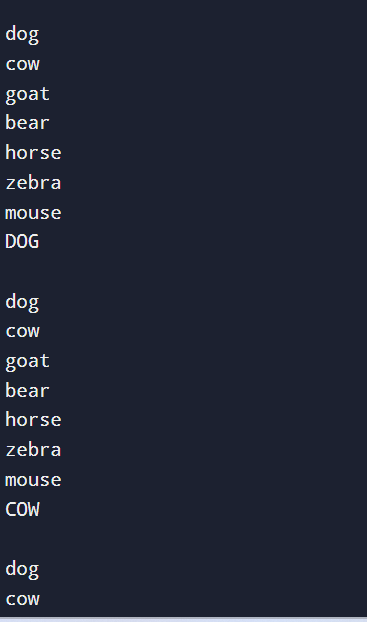 dog
cow
goat
bear
horse
zebra
mouse
DOG

dog
cow
goat
bear
horse
zebra
mouse
COW

dog
cow